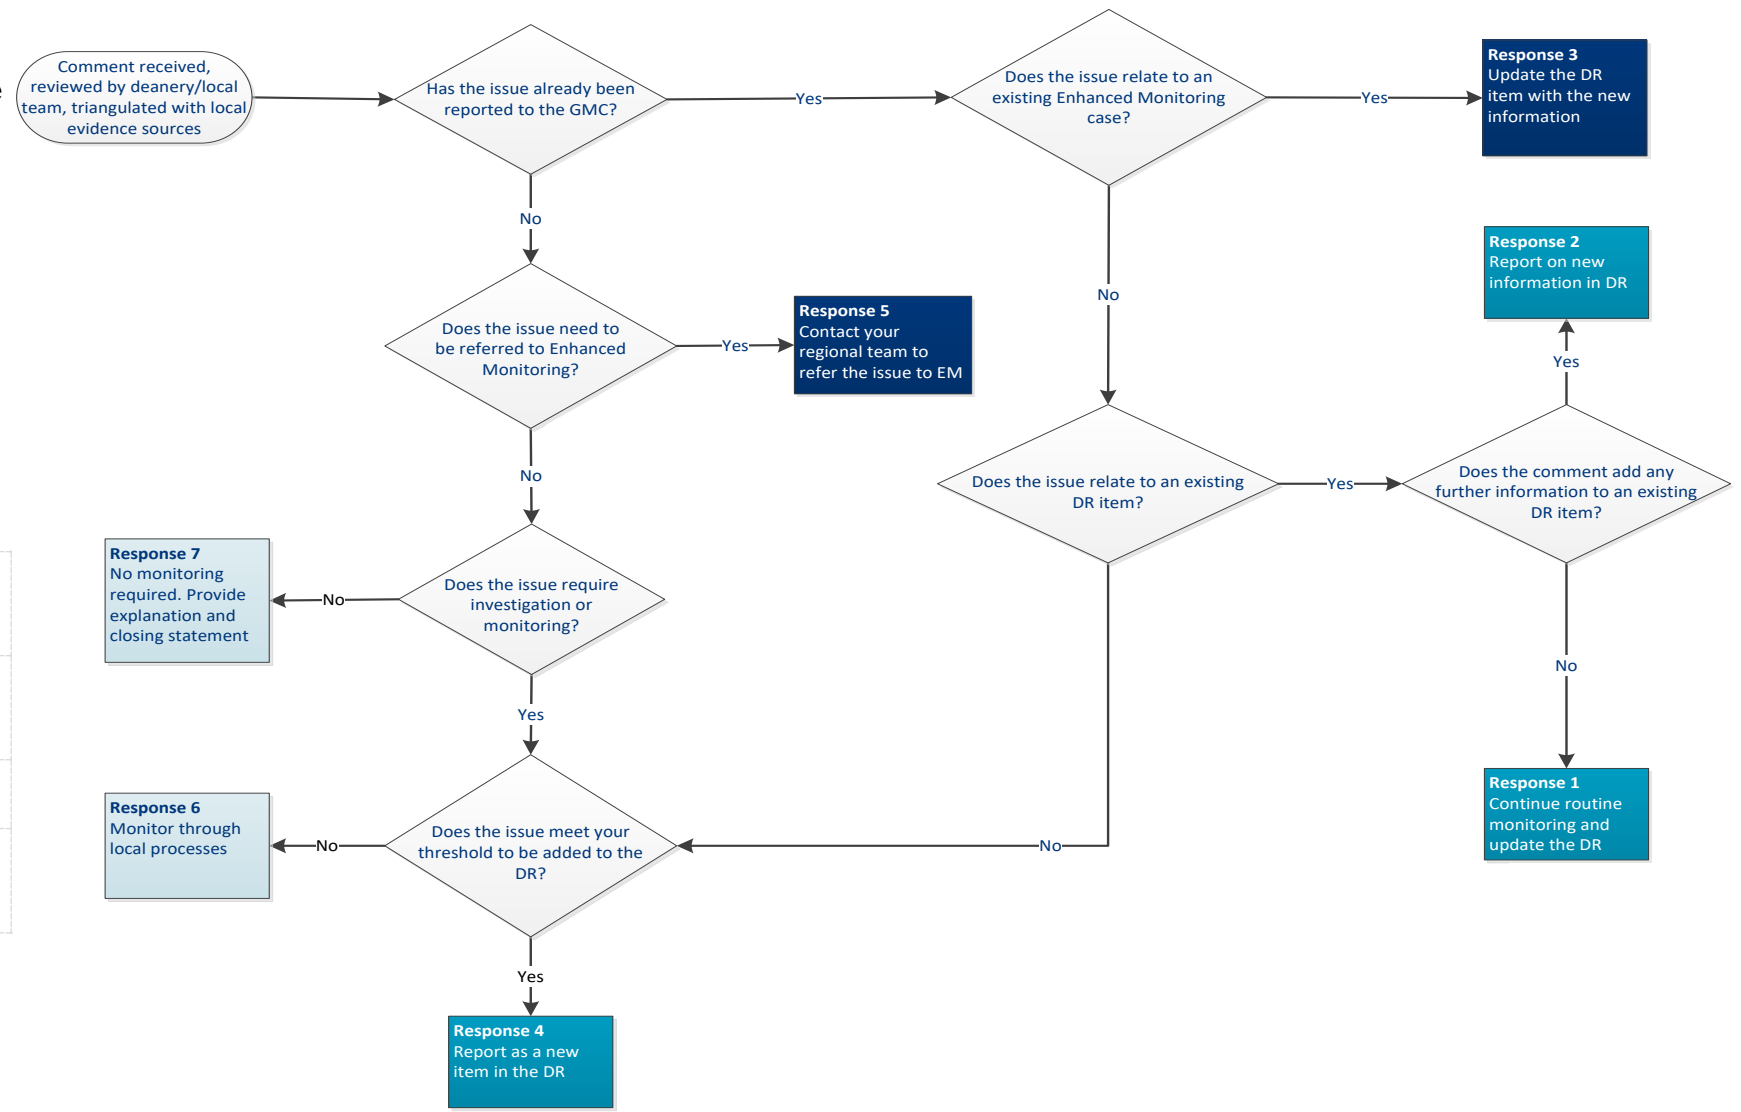 Comment received,
reviewed by deanery/local
team, triangulated with local
evidence sources
Has the issue already been
reported to the GMC?
Yes
Does the issue relate to an
existing Enhanced Monitoring
case?
Yes
Response 3
Update the DR
item with the new
information
No
No
Response 2
Report on new
information in DR
Yes
Does the issue need to
be referred to Enhanced
Monitoring?
Yes
Response 5
Contact your
regional team to
refer the issue to EM
No
Does the issue relate to an existing
DR item?
Yes
Does the comment add any
further information to an existing
DR item?
Response 7
No monitoring
required. Provide
explanation and
closing statement
No
Does the issue require
investigation or
monitoring?
No
Yes
Response 6
Monitor through
local processes
No
Does the issue meet your
threshold to be added to the
DR?
No
Response 1
Continue routine
monitoring and
update the DR
Yes
Response 4
Report as a new
item in the DR